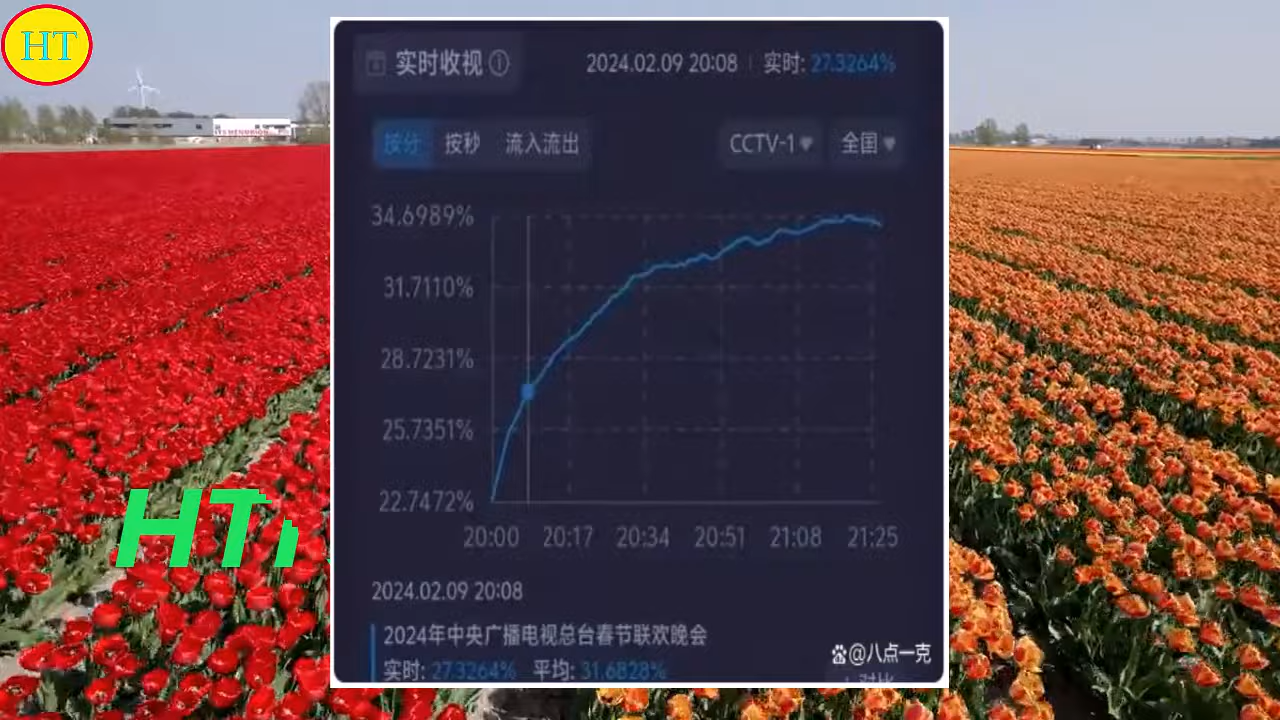 HT
实时收视
2024.02.09 20:08
实时: 27.3264%
按分 按秒 流入流出
CCTV-1 全国
34.6989%
31.7110%
28.7231%
25.7351%
22.7472%
20:00 20:17 20:34 20:51 21:08 21:25
2024.02.09 20:08
2024年中央广播电视总台春节联欢晚会
实时: 27.3264% 平均: 31.6828%
@八点一克
HT